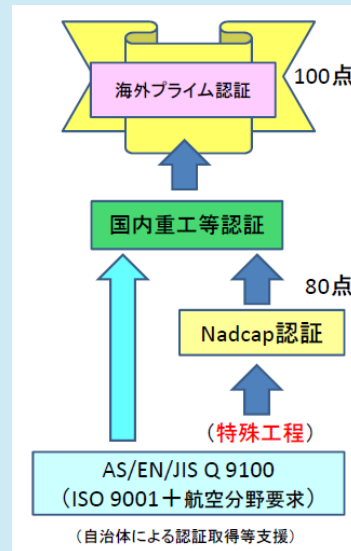 100点
海外プライム認証
国内重工等認証
80点
Nadcap認証
（特殊工程）
AS/EN/JIS Q 9100
（ISO 9001＋航空分野要求）
（自治体による認証取得等支援）